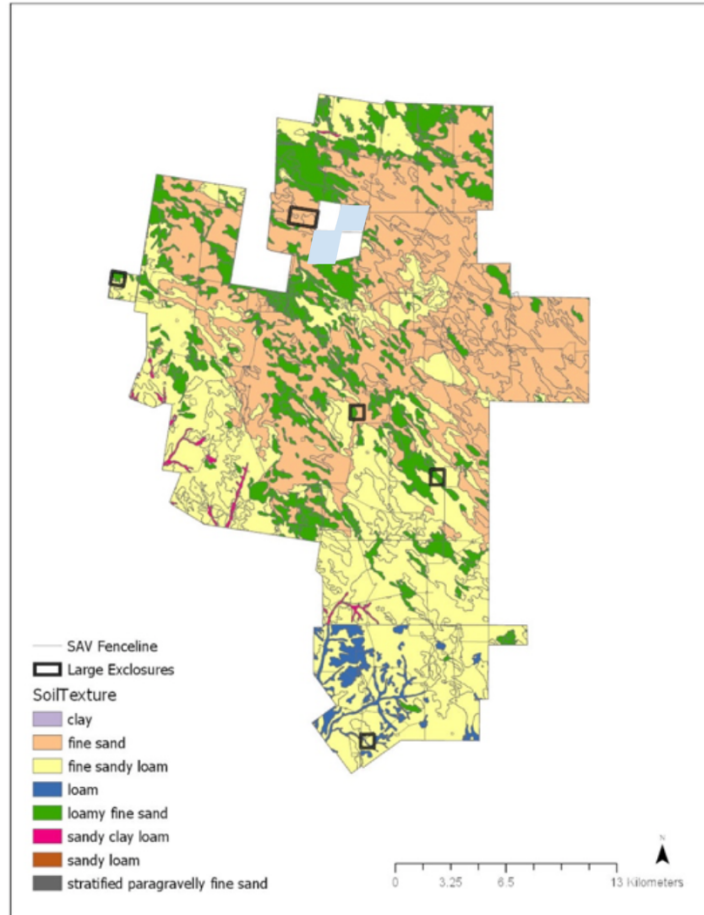 SAV Fenceline
Large Exclosures
SoilTexture
clay
fine sand
fine sandy loam
loam
loamy fine sand
sandy clay loam
sandy loam
stratified paragravelly fine sand
N
0 3.25 6.5 13 Kilometers